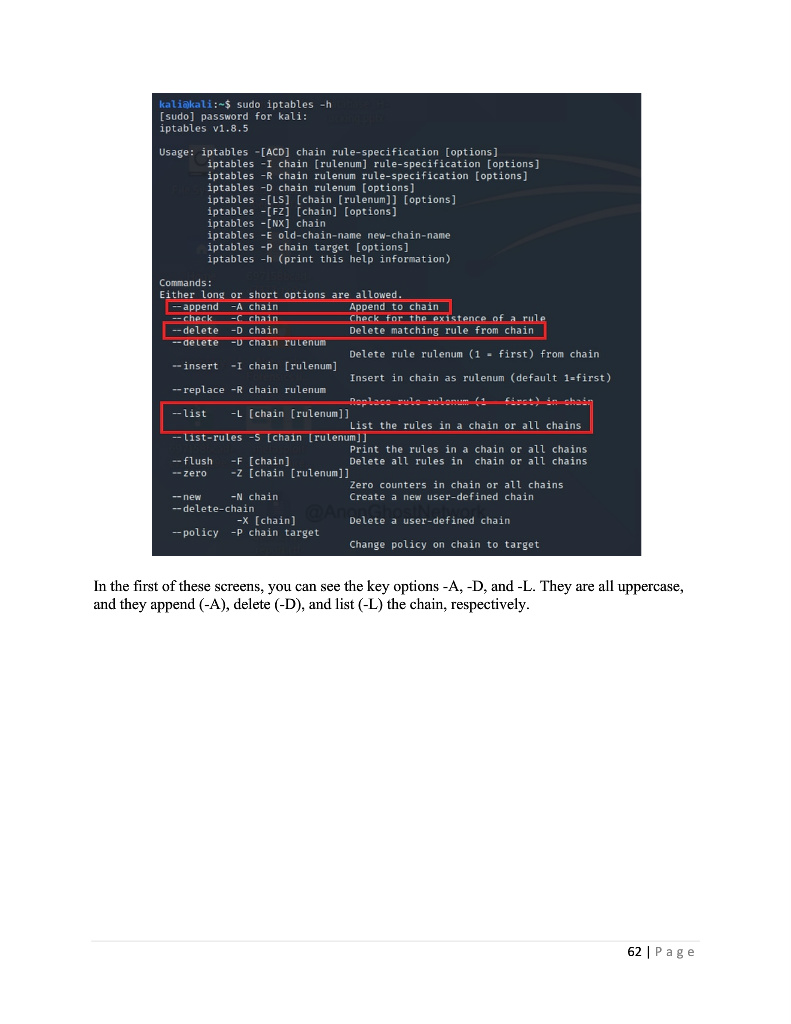 kali@kali:~$ sudo iptables -h
[sudo] password for kali:
iptables v1.8.5
Usage: iptables -[ACD] chain rule-specification [options]
iptables -I chain [rulenum] rule-specification [options]
iptables -R chain rulenum rule-specification [options]
iptables -D chain rulenum [options]
iptables -[LS] [chain [rulenum]] [options]
iptables -[FZ] [chain] [options]
iptables -[NX] chain
iptables -E old-chain-name new-chain-name
iptables -P chain target [options]
iptables -h (print this help information)
Commands:
Either long or short options are allowed.
--append -A chain Append to chain
--check -C chain Check for the existence of a rule
--delete -D chain Delete matching rule from chain
--delete -D chain rulenum
Delete rule rulenum (1 = first) from chain
--insert -I chain [rulenum]
Insert in chain as rulenum (default 1=first)
--replace -R chain rulenum
Replace rule rulenum (1 = first) in chain
--list -L [chain [rulenum]]
List the rules in a chain or all chains
--list-rules -S [chain [rulenum]]
Print the rules in a chain or all chains
--flush -F [chain] Delete all rules in chain or all chains
--zero -Z [chain [rulenum]]
Zero counters in chain or all chains
--new -N chain Create a new user-defined chain
--delete-chain
@AnonGhostNetwork
-X [chain] Delete a user-defined chain
--policy -P chain target
Change policy on chain to target
In the first of these screens, you can see the key options -A, -D, and -L. They are all uppercase,
and they append (-A), delete (-D), and list (-L) the chain, respectively.
62 | Page